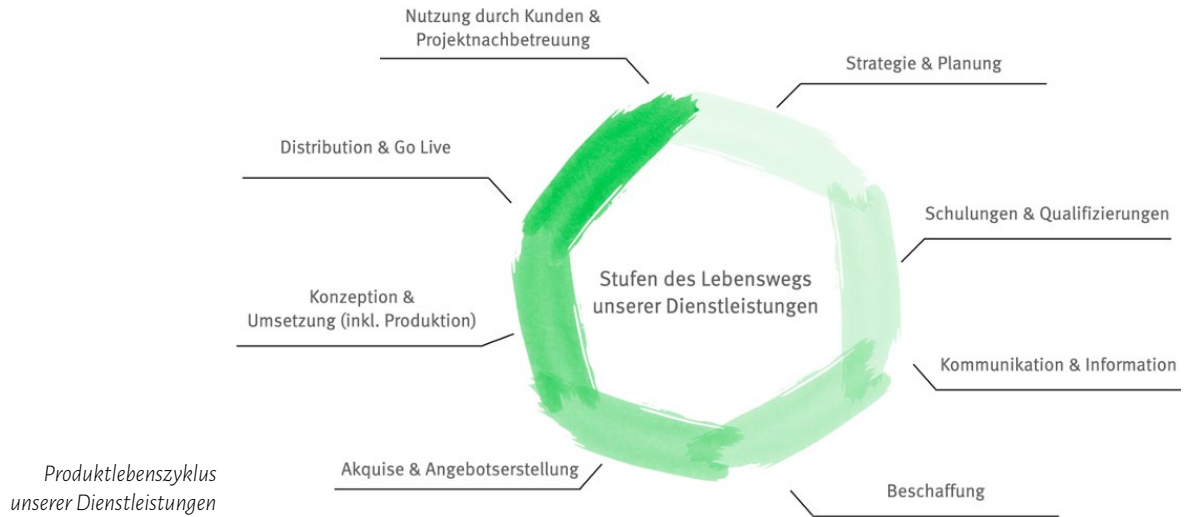 Nutzung durch Kunden &
Projektnachbetreuung
Strategie & Planung
Distribution & Go Live
Schulungen & Qualifizierungen
Stufen des Lebenswegs
unserer Dienstleistungen
Konzeption &
Umsetzung (inkl. Produktion)
Kommunikation & Information
Akquise & Angebotserstellung
Beschaffung
Produktlebenszyklus
unserer Dienstleistungen